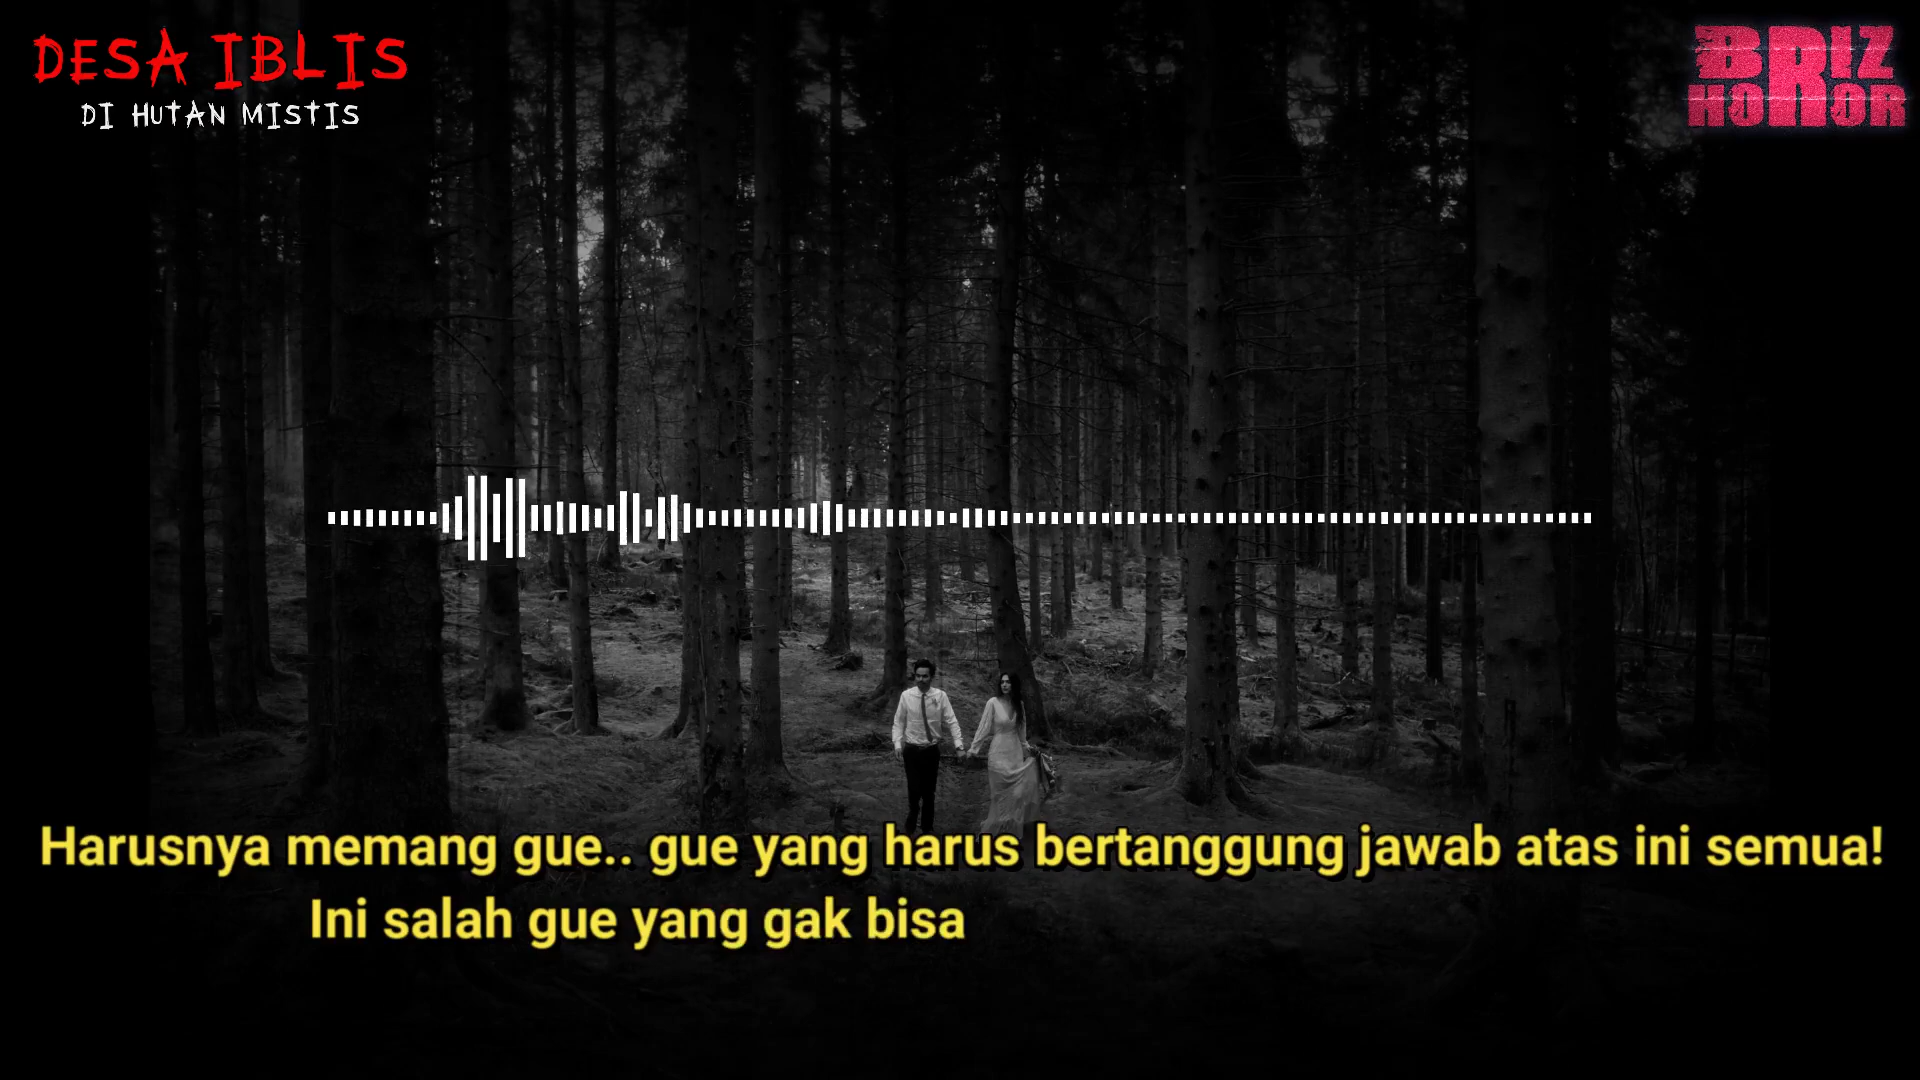 DESA IBLIS
DI HUTAN MISTIS
BRIZ
HORROR
Harusnya memang gue.. gue yang harus bertanggung jawab atas ini semua!
Ini salah gue yang gak bisa